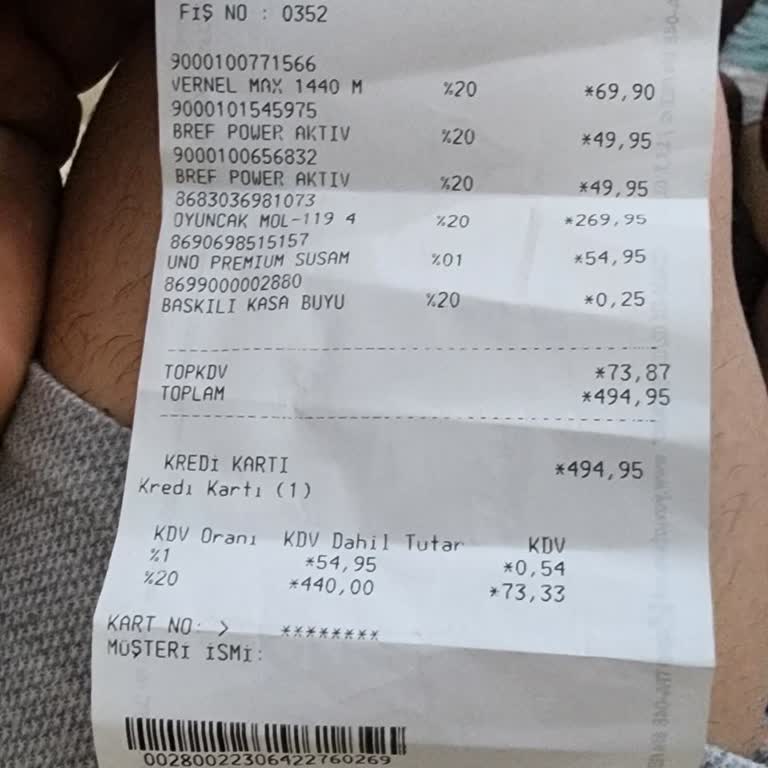 FİŞ NO : 0352
9000100771566
VERNEL MAX 1440 M %20 *69,90
9000101545975
BREF POWER AKTIV %20 *49,95
9000100656832
BREF POWER AKTIV %20 *49,95
8683036981073
OYUNCAK MOL-119 4 %20 *269,95
8690698515157
UNO PREMIUM SUSAM %01 *54,95
8699000002880
BASKILI KASA BUYU %20 *0,25
TOPKDV *73,87
TOPLAM *494,95
KREDİ KARTI *494,95
Kredı Kartı (1)
KDV Oranı KDV Dahil Tutar KDV
%1 *54,95 *0,54
%20 *440,00 *73,33
KART NO: > ********
MÜŞTERİ İSMİ:
00280022306422760269